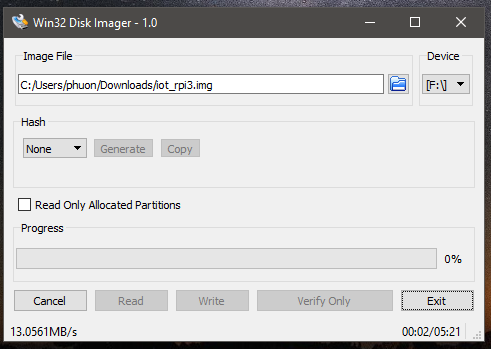 Win32 Disk Imager - 1.0
Image File
Device
C:/Users/phuon/Downloads/iot_rpi3.img
[F:\]
Hash
None
Generate
Copy
Read Only Allocated Partitions
Progress
0%
Cancel
Read
Write
Verify Only
Exit
13.0561MB/s
00:02/05:21